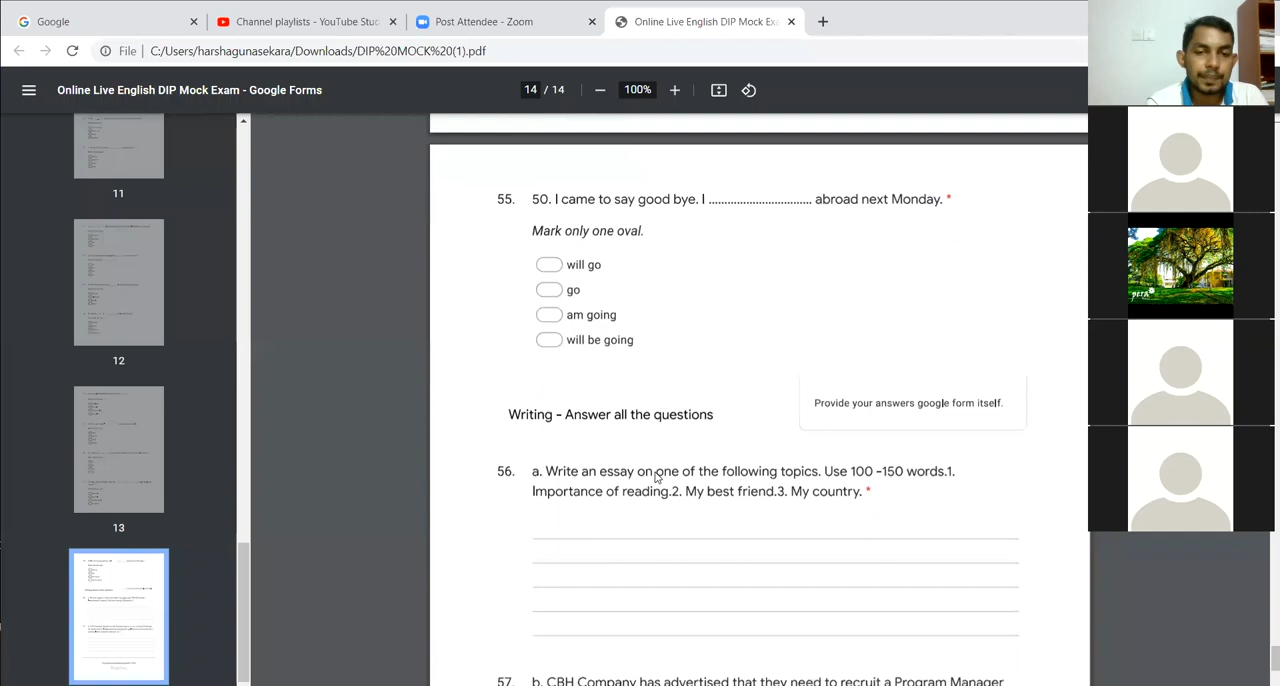 Google
Channel playlists - YouTube Stud
Post Attendee - Zoom
Online Live English DIP Mock Exa
File
C:/Users/harshagunasekara/Downloads/DIP%20MOCK(1).pdf
Online Live English DIP Mock Exam - Google Forms
14 / 14
100%
11
12
13
55. 50. I came to say good bye. I ................................ abroad next Monday. *
Mark only one oval.
will go
go
am going
will be going
Writing - Answer all the questions
Provide your answers google form itself.
56. a. Write an essay on one of the following topics. Use 100 -150 words.1.
Importance of reading.2. My best friend.3. My country. *
57. b. CBH Company has advertised that they need to recruit a Program Manager